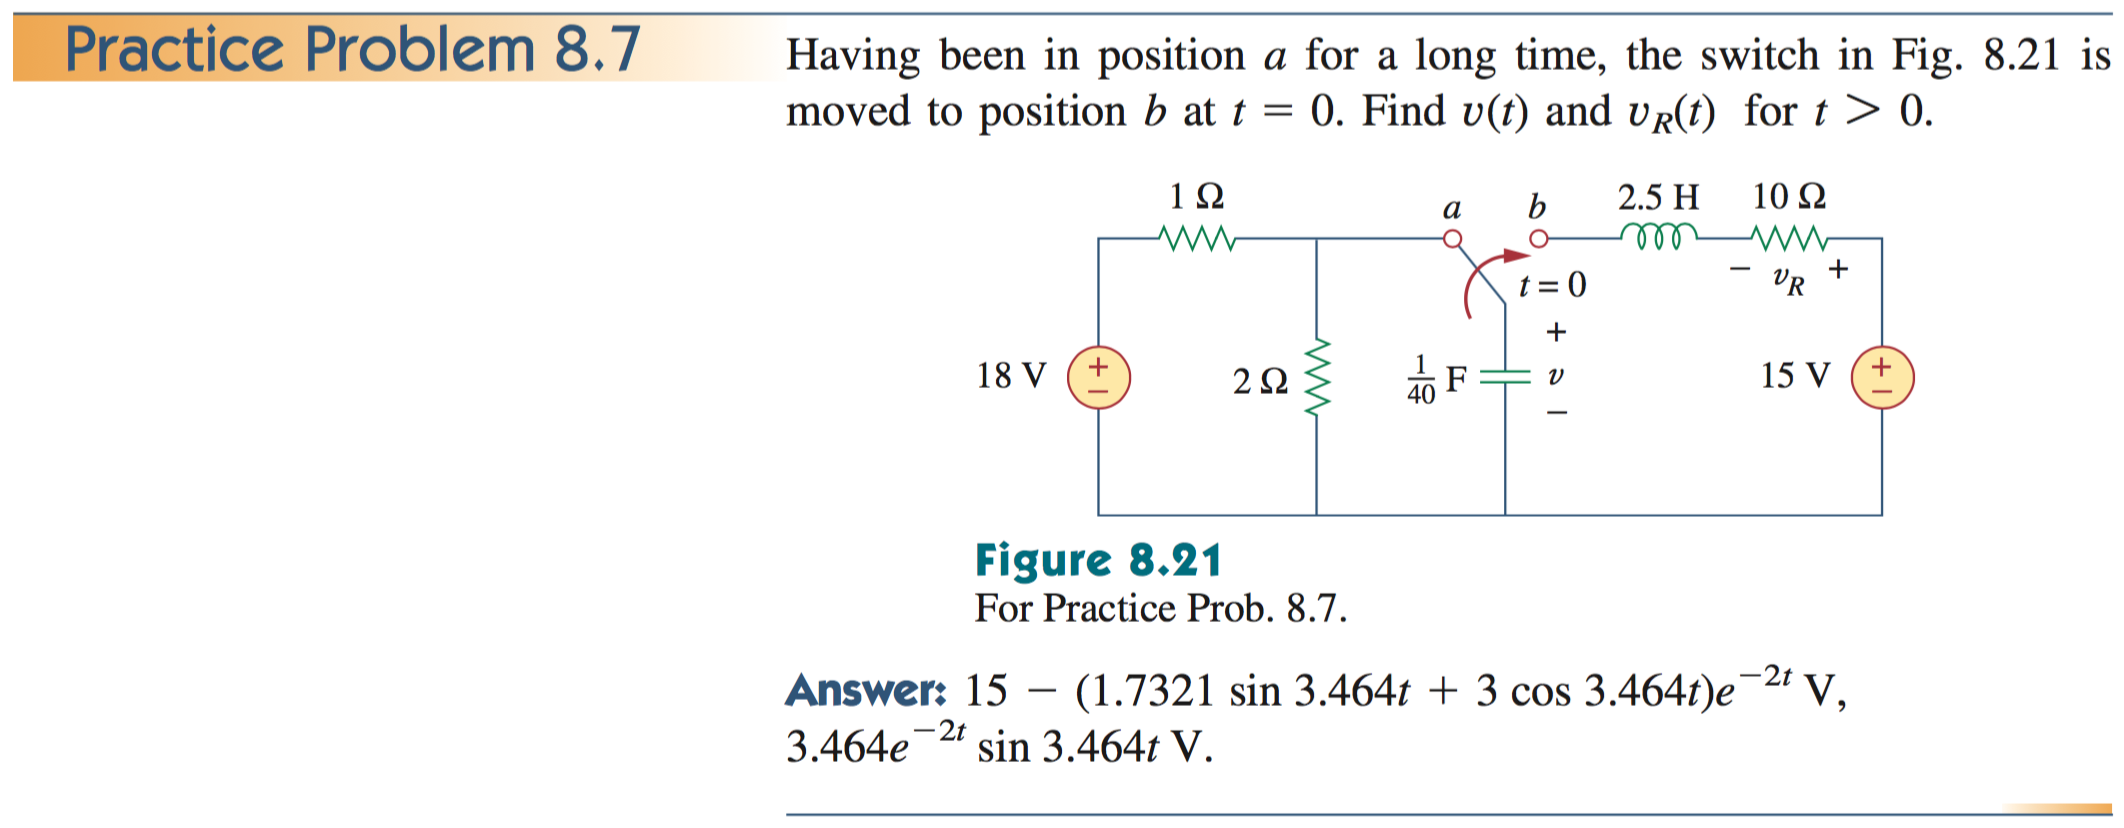 Practice Problem 8.7
Having been in position a for a long time, the switch in Fig. 8.21 is
moved to position b at t = 0. Find v(t) and v_R(t) for t > 0.
1 Ω
a
b
2.5 H
10 Ω
t = 0
− v_R +
18 V
+
−
2 Ω
1/40 F
+
v
−
15 V
+
−
Figure 8.21
For Practice Prob. 8.7.
Answer: 15 − (1.7321 sin 3.464t + 3 cos 3.464t)e^−2t V,
3.464e^−2t sin 3.464t V.